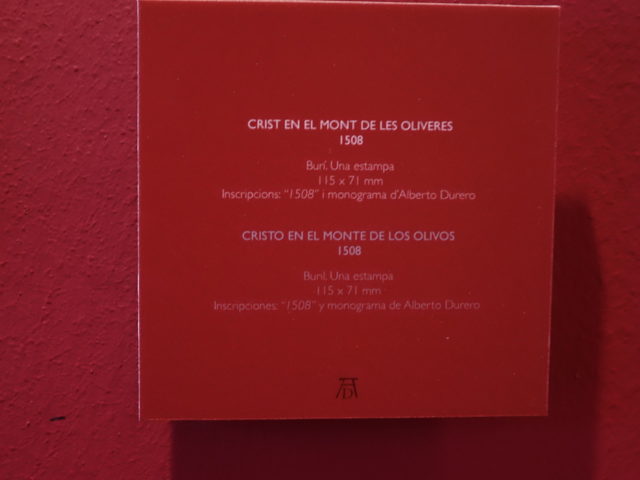 CRIST EN EL MONT DE LES OLIVERES
1508
Burí. Una estampa
115 x 71 mm
Inscripcions: "1508" i monograma d'Alberto Durero
CRISTO EN EL MONTE DE LOS OLIVOS
1508
Buril. Una estampa
115 x 71 mm
Inscripciones: "1508" y monograma de Alberto Durero
AD